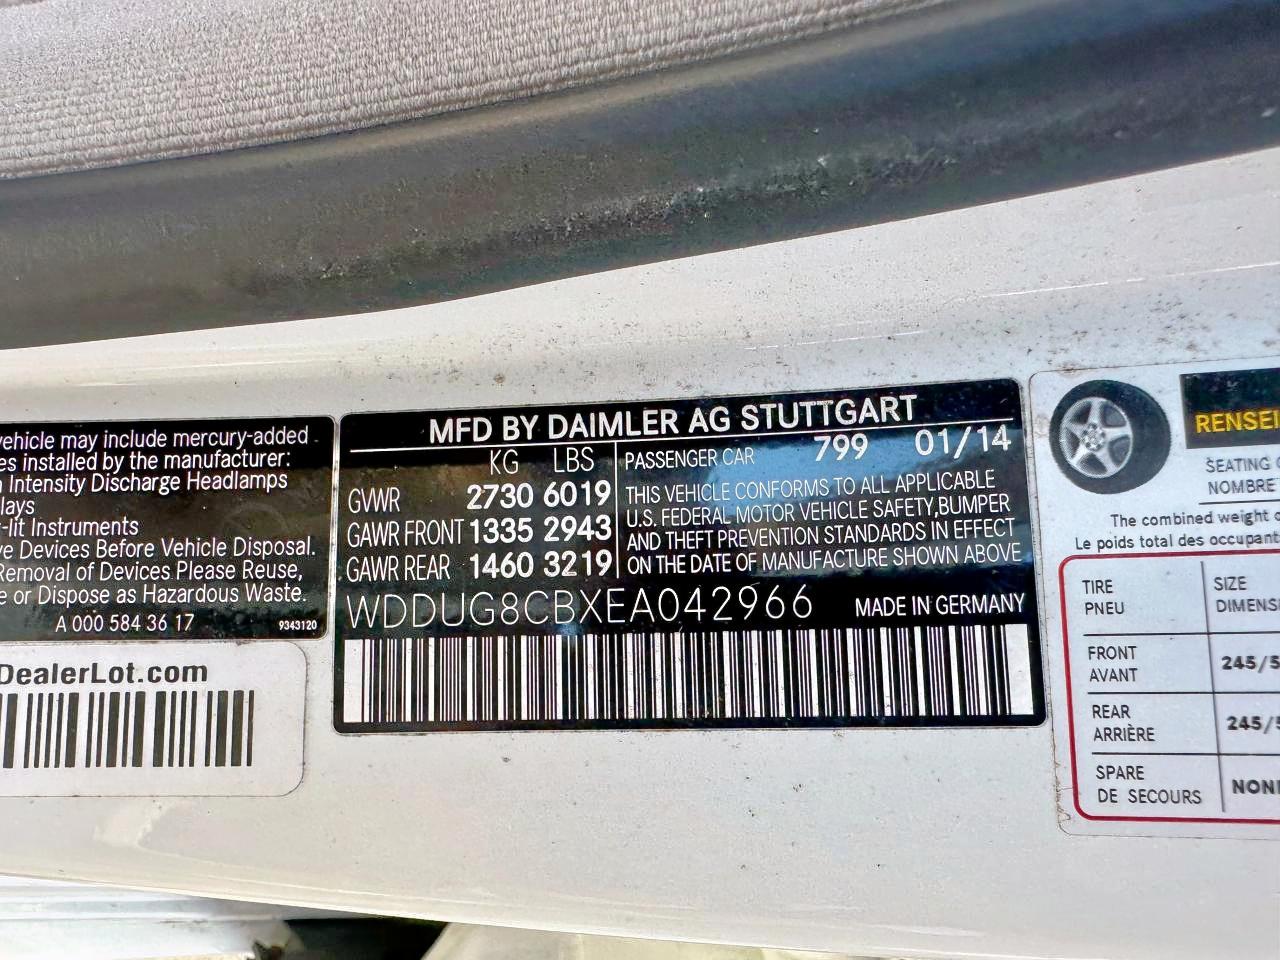 vehicle may include mercury-added
es installed by the manufacturer:
Intensity Discharge Headlamps
lays
-lit Instruments
ve Devices Before Vehicle Disposal.
Removal of Devices Please Reuse,
e or Dispose as Hazardous Waste.
A 000 584 36 17 9343120
DealerLot.com
MFD BY DAIMLER AG STUTTGART
KG LBS
GVWR 2730 6019
GAWR FRONT 1335 2943
GAWR REAR 1460 3219
PASSENGER CAR 799 01/14
THIS VEHICLE CONFORMS TO ALL APPLICABLE
U.S. FEDERAL MOTOR VEHICLE SAFETY,BUMPER
AND THEFT PREVENTION STANDARDS IN EFFECT
ON THE DATE OF MANUFACTURE SHOWN ABOVE
WDDUG8CBXEA042966 MADE IN GERMANY
RENSEI
SEATING
NOMBRE
The combined weight
Le poids total des occupant
TIRE SIZE
PNEU DIMENS
FRONT
AVANT 245/5
REAR
ARRIÈRE 245/5
SPARE
DE SECOURS NON